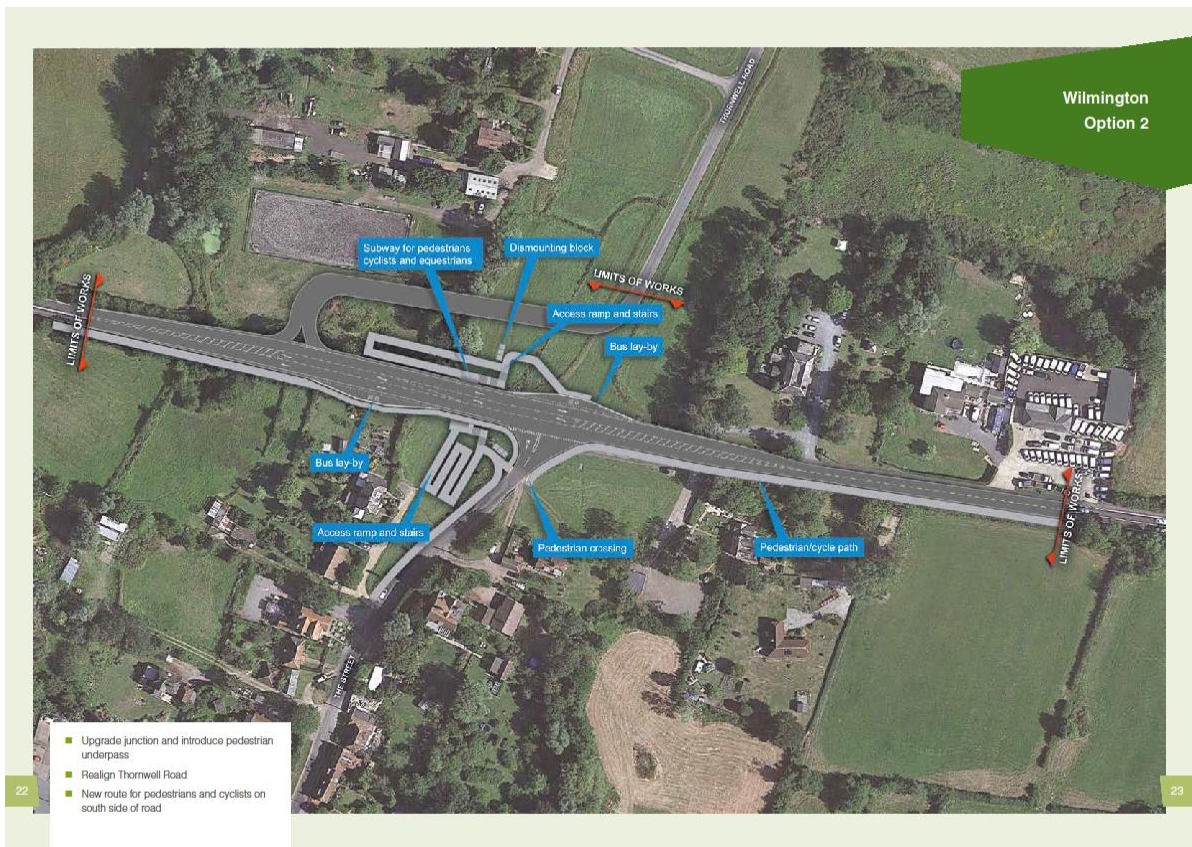 Wilmington
Option 2
THORNWELL ROAD
Subway for pedestrians
cyclists and equestrians
Dismounting block
LIMITS OF WORKS
LIMITS OF WORKS
Access ramp and stairs
Bus lay-by
Bus lay-by
Access ramp and stairs
Pedestrian crossing
Pedestrian/cycle path
LIMITS OF WORKS
THE STREET
Upgrade junction and introduce pedestrian
underpass
Realign Thornwell Road
New route for pedestrians and cyclists on
south side of road
22
23